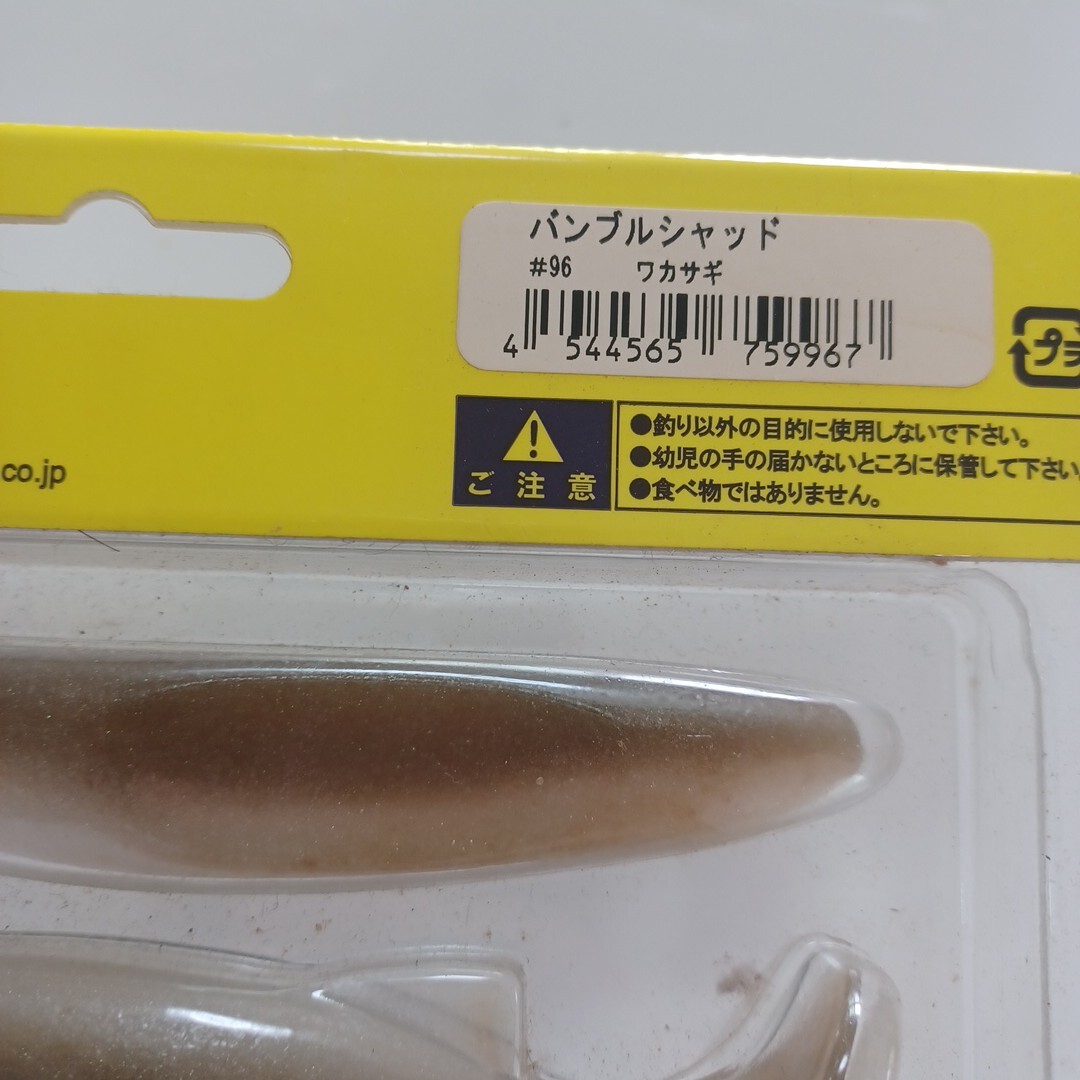 バンブルシャッド
#96 ワカサギ
4 544565 759967
プラ
●釣り以外の目的に使用しないで下さい。
●幼児の手の届かないところに保管して下さい。
●食べ物ではありません。
ご注意
.co.jp